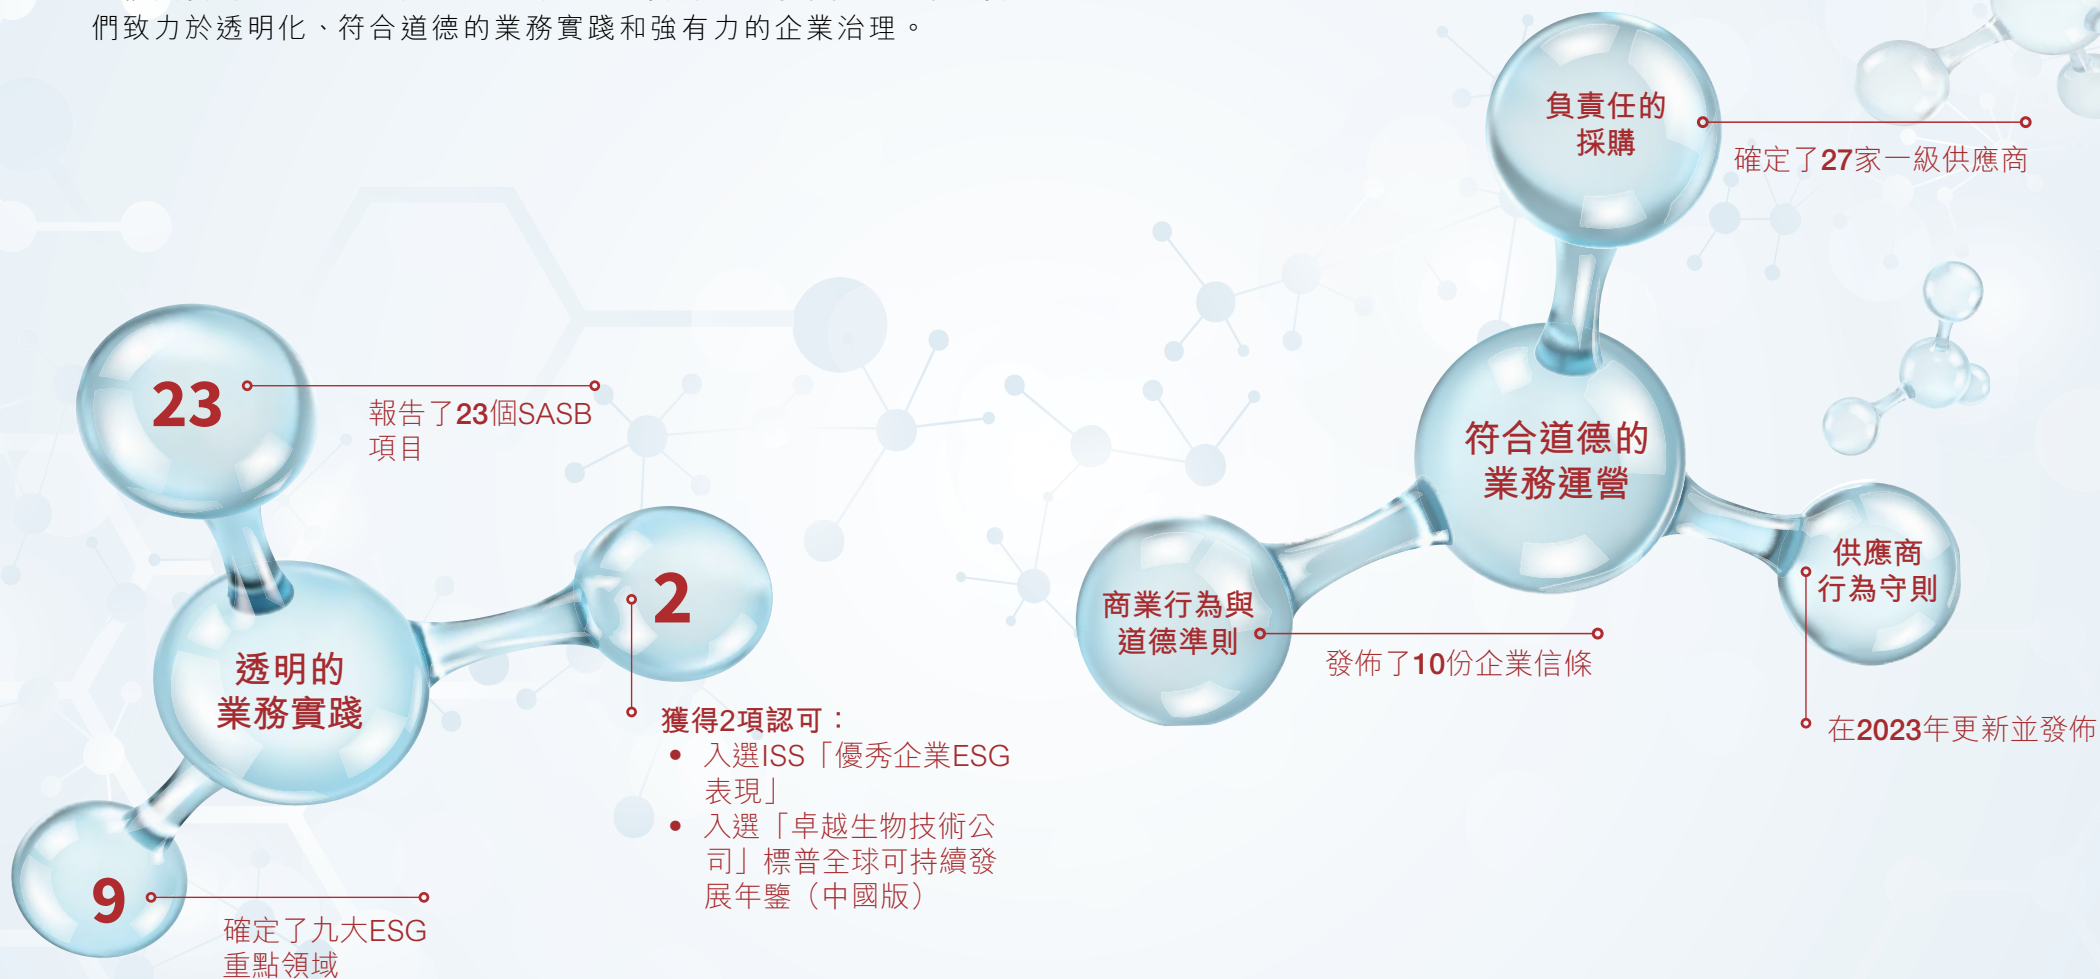 們致力於透明化、符合道德的業務實踐和強有力的企業治理。
23
報告了23個SASB
項目
2
獲得2項認可：
• 入選ISS「優秀企業ESG
表現」
• 入選「卓越生物技術公
司」標普全球可持續發
展年鑒（中國版）
透明的
業務實踐
9
確定了九大ESG
重點領域
負責任的
採購
確定了27家一級供應商
符合道德的
業務運營
商業行為與
道德準則
發佈了10份企業信條
供應商
行為守則
在2023年更新並發佈